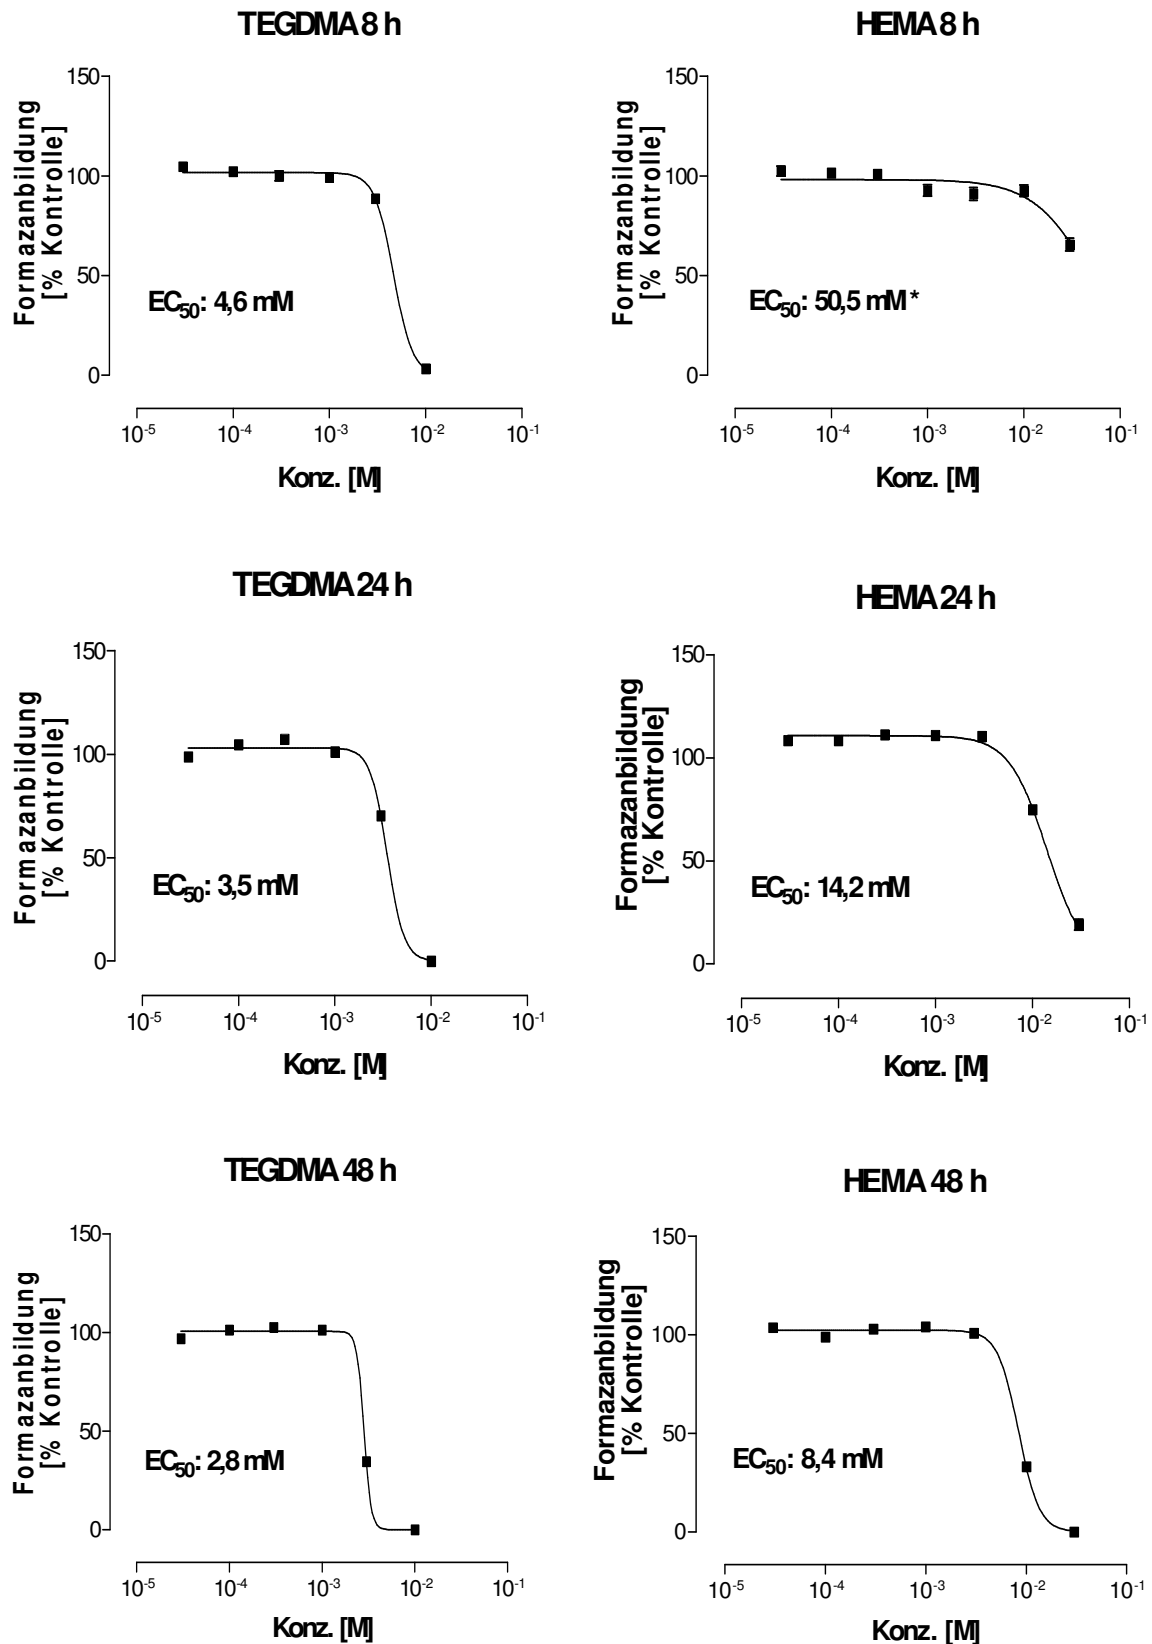 TEGDMA 8 h
Formazanbildung
[% Kontrolle]
150
100
50
0
EC50: 4,6 mM
10-5 10-4 10-3 10-2 10-1
Konz. [M]
HEMA 8 h
Formazanbildung
[% Kontrolle]
150
100
50
0
EC50: 50,5 mM *
10-5 10-4 10-3 10-2 10-1
Konz. [M]
TEGDMA 24 h
Formazanbildung
[% Kontrolle]
150
100
50
0
EC50: 3,5 mM
10-5 10-4 10-3 10-2 10-1
Konz. [M]
HEMA 24 h
Formazanbildung
[% Kontrolle]
150
100
50
0
EC50: 14,2 mM
10-5 10-4 10-3 10-2 10-1
Konz. [M]
TEGDMA 48 h
Formazanbildung
[% Kontrolle]
150
100
50
0
EC50: 2,8 mM
10-5 10-4 10-3 10-2 10-1
Konz. [M]
HEMA 48 h
Formazanbildung
[% Kontrolle]
150
100
50
0
EC50: 8,4 mM
10-5 10-4 10-3 10-2 10-1
Konz. [M]